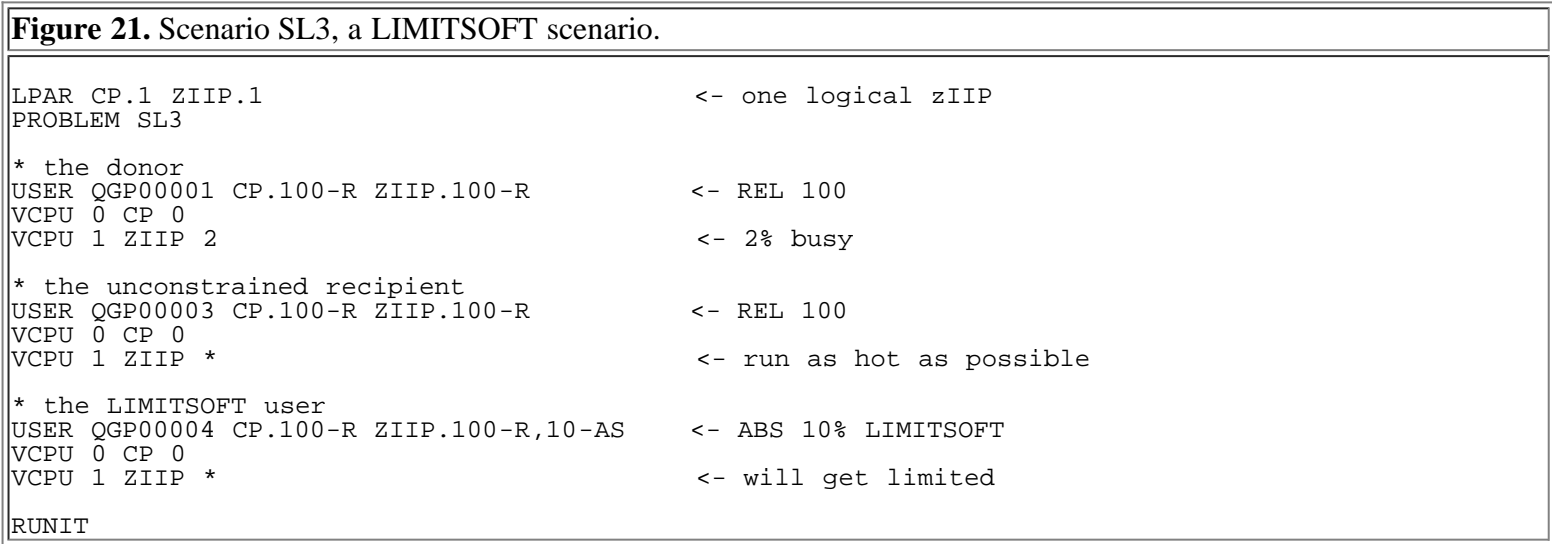 Figure 21. Scenario SL3, a LIMITSOFT scenario.
LPAR CP.1 ZIIP.1 <- one logical zIIP
PROBLEM SL3
* the donor
USER QGP00001 CP.100-R ZIIP.100-R <- REL 100
VCPU 0 CP 0
VCPU 1 ZIIP 2 <- 2% busy
* the unconstrained recipient
USER QGP00003 CP.100-R ZIIP.100-R <- REL 100
VCPU 0 CP 0
VCPU 1 ZIIP * <- run as hot as possible
* the LIMITSOFT user
USER QGP00004 CP.100-R ZIIP.100-R,10-AS <- ABS 10% LIMITSOFT
VCPU 0 CP 0
VCPU 1 ZIIP * <- will get limited
RUNIT